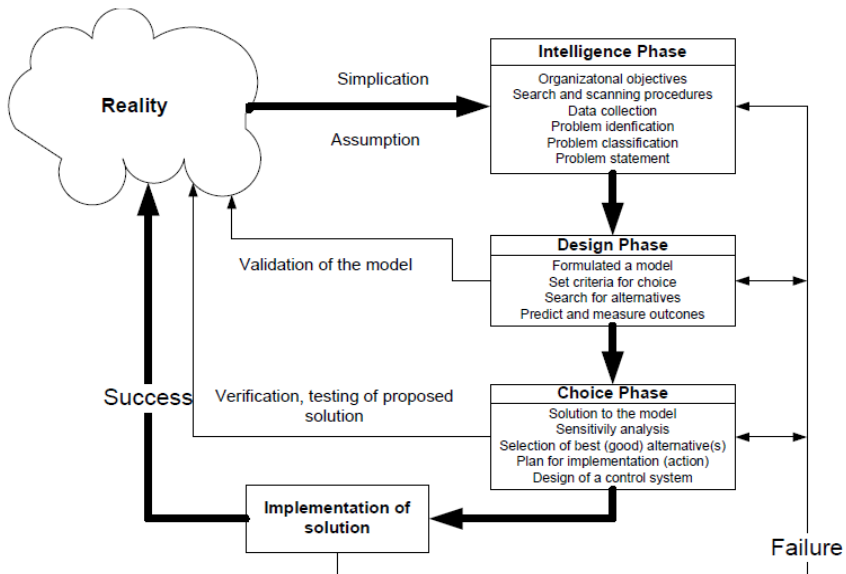 Reality
Simplication
Assumption
Intelligence Phase
Organizatonal objectives
Search and scanning procedures
Data collection
Problem idenfication
Problem classification
Problem statement
Design Phase
Formulated a model
Set criteria for choice
Search for alternatives
Predict and measure outcomes
Validation of the model
Choice Phase
Solution to the model
Sensitivily analysis
Selection of best (good) alternative(s)
Plan for implementation (action)
Design of a control system
Verification, testing of proposed
solution
Success
Implementation of
solution
Failure